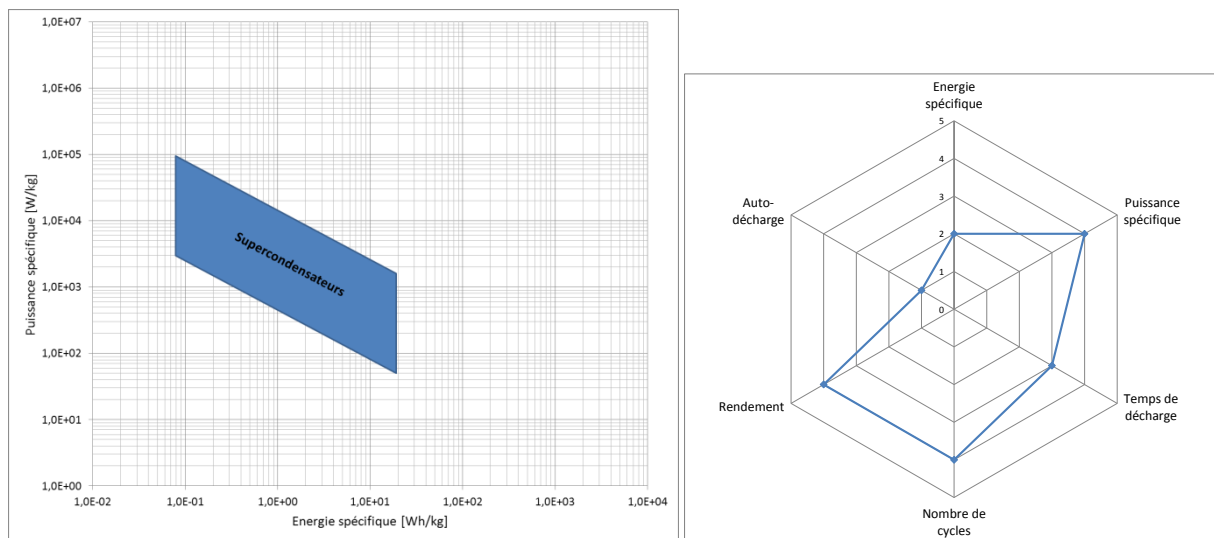 1,0E+07
1,0E+06
1,0E+05
1,0E+04
1,0E+03
1,0E+02
1,0E+01
1,0E+00
Puissance spécifique [W/kg]
Supercondensateurs
1,0E-02 1,0E-01 1,0E+00 1,0E+01 1,0E+02 1,0E+03 1,0E+04
Energie spécifique [Wh/kg]
Energie
spécifique
5
4
3
2
1
0
Puissance
spécifique
Temps de
décharge
Nombre de
cycles
Rendement
Auto-
décharge